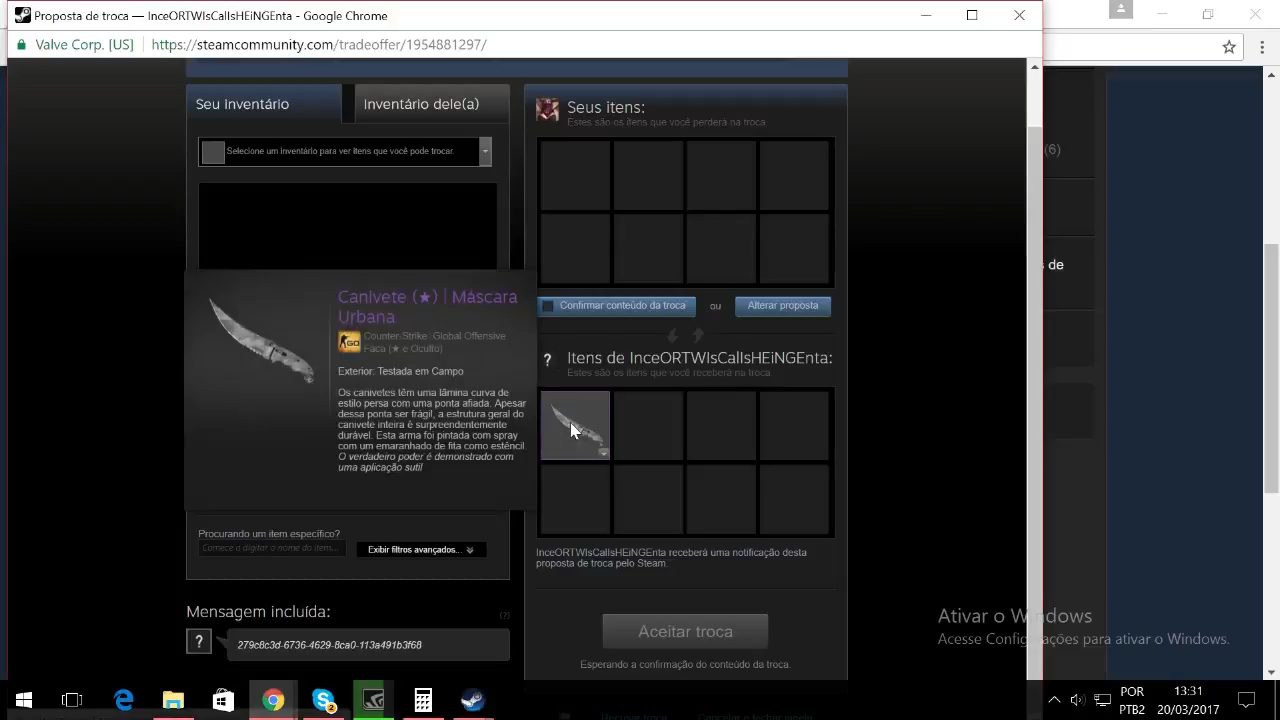 Proposta de troca — InceORTWIsCallsHEiNGEnta - Google Chrome
Valve Corp. [US] https://steamcommunity.com/tradeoffer/1954881297/
Seu inventário
Inventário dele(a)
Selecione um inventário para ver itens que você pode trocar.
Seus itens:
Estes são os itens que você perderá na troca
(6)
s de
Canivete (★) | Máscara
Urbana
Counter-Strike: Global Offensive
Faca (★ e Oculto)
Exterior: Testada em Campo
Os canivetes têm uma lâmina curva de
estilo persa com uma ponta afiada. Apesar
dessa ponta ser frágil, a estrutura geral do
canivete inteira é surpreendentemente
durável. Esta arma foi pintada com spray
com um emaranhado de fita como estêncil.
O verdadeiro poder é demonstrado com
uma aplicação sutil
Confirmar conteúdo da troca ou Alterar proposta
? Itens de InceORTWIsCallsHEiNGEnta:
Estes são os itens que você receberá na troca
Procurando um item específico?
Comece a digitar o nome do item...
Exibir filtros avançados...
InceORTWIsCallsHEiNGEnta receberá uma notificação desta
proposta de troca pelo Steam.
Mensagem incluída: (?)
? 279c8c3d-6736-4629-8ca0-113a491b3f68
Aceitar troca
Esperando a confirmação do conteúdo da troca.
Ativar o Windows
Acesse Configurações para ativar o Windows.
2
POR
PTB2
13:31
20/03/2017